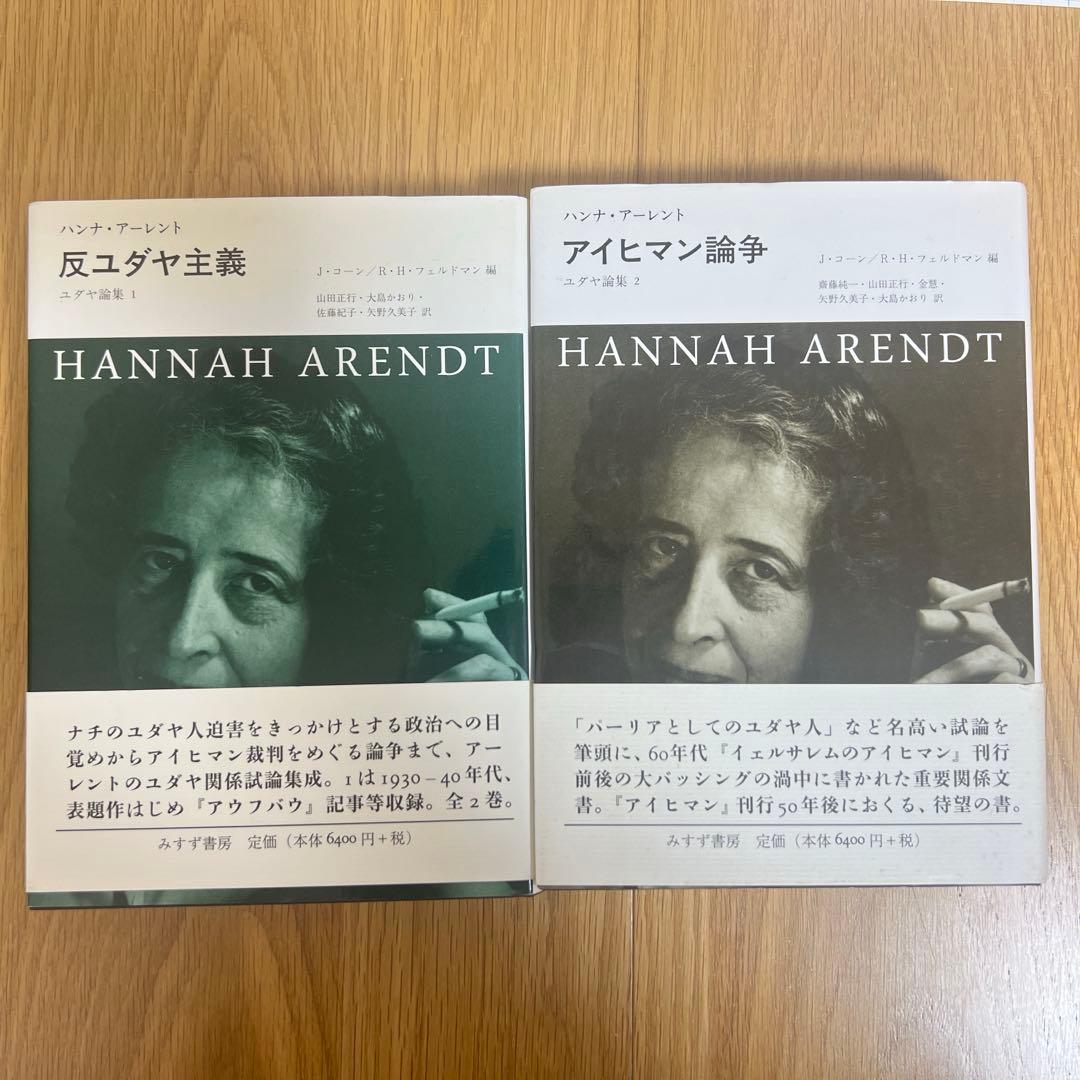 ハンナ・アーレント
反ユダヤ主義
ユダヤ論集 1
J・コーン／R・H・フェルドマン 編
山田正行・大島かおり・
佐藤紀子・矢野久美子 訳
HANNAH ARENDT
ナチのユダヤ人迫害をきっかけとする政治への目
覚めからアイヒマン裁判をめぐる論争まで、アー
レントのユダヤ関係試論集成。1は1930–40年代、
表題作はじめ『アウフバウ』記事等収録。全2巻。
みすず書房 定価（本体6400円＋税）
ハンナ・アーレント
アイヒマン論争
ユダヤ論集 2
J・コーン／R・H・フェルドマン 編
齋藤純一・山田正行・金慧・
矢野久美子・大島かおり 訳
HANNAH ARENDT
「パーリアとしてのユダヤ人」など名高い試論を
筆頭に、60年代『イェルサレムのアイヒマン』刊行
前後の大バッシングの渦中に書かれた重要関係文
書。『アイヒマン』刊行50年後におくる、待望の書。
みすず書房 定価（本体6400円＋税）